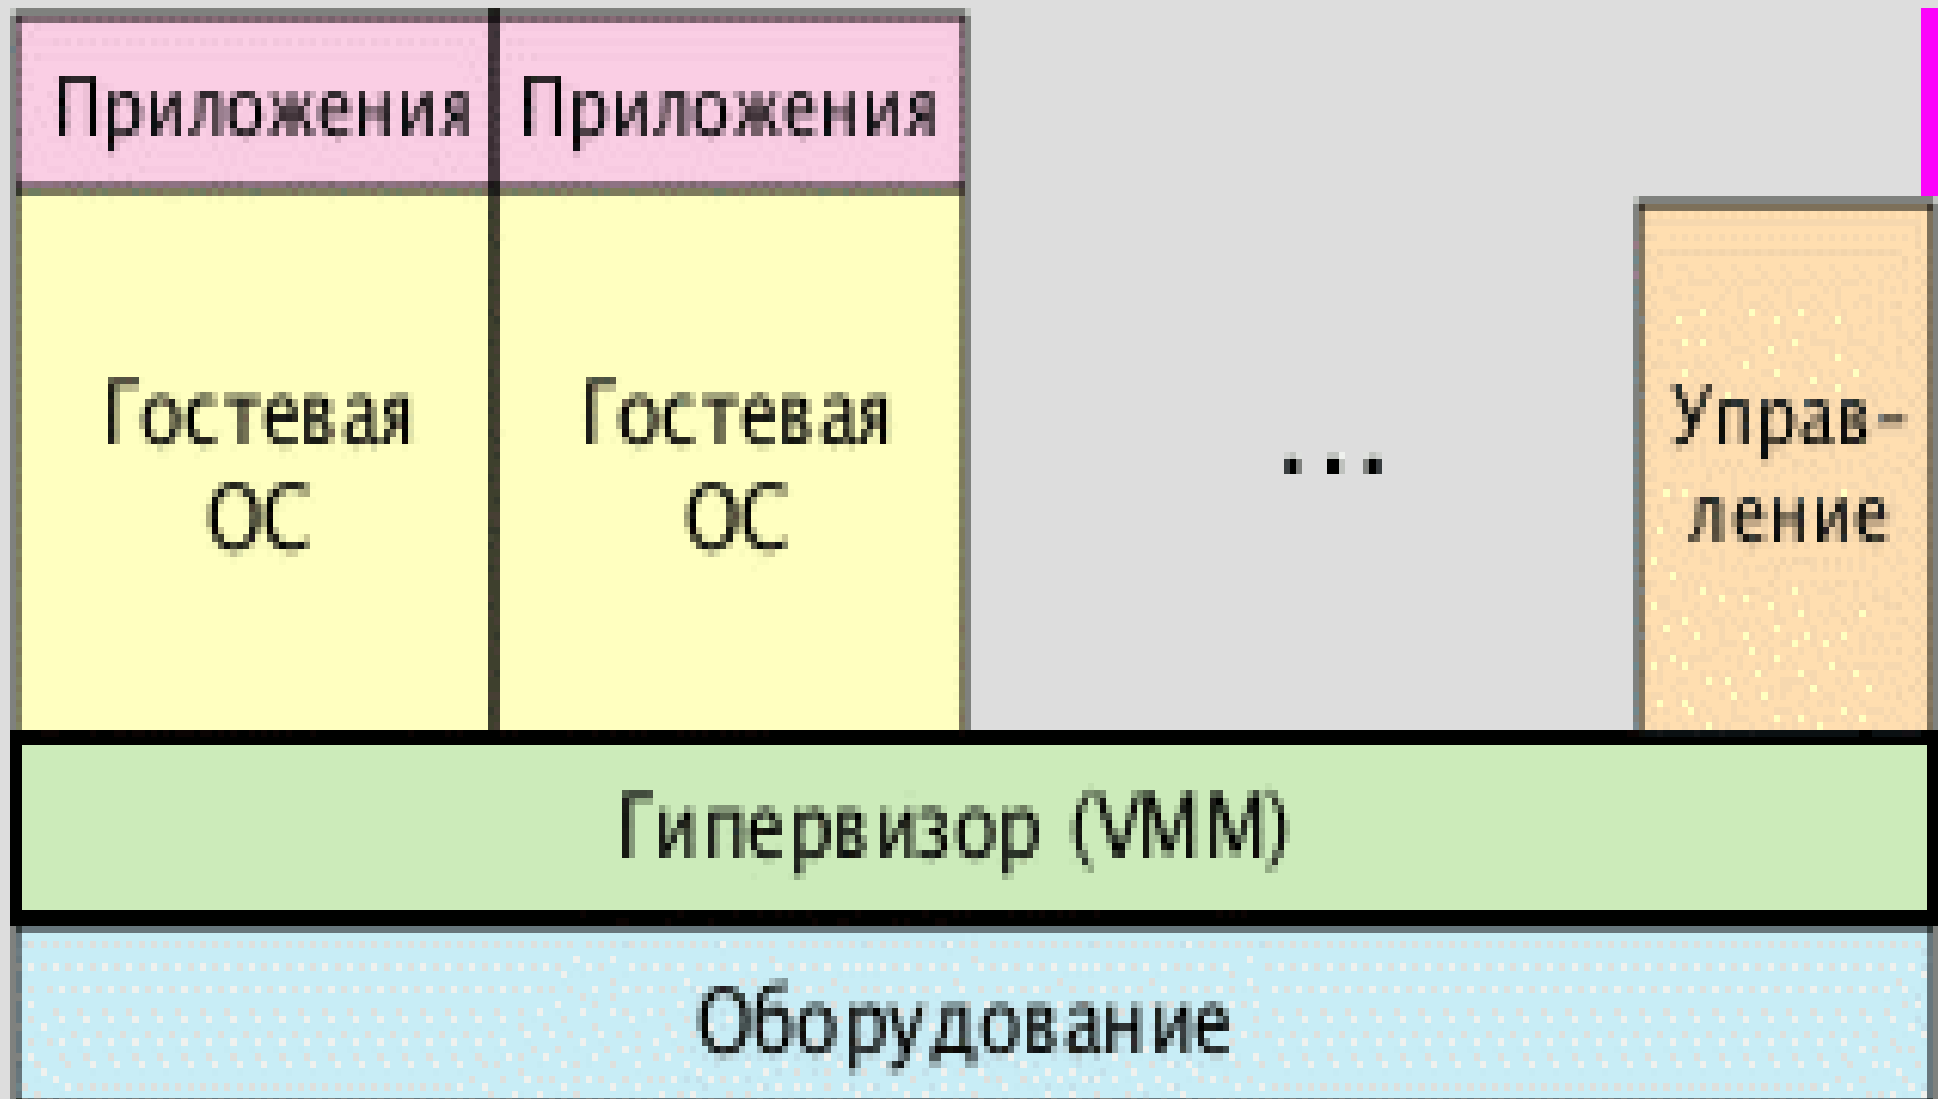 Приложения Приложения
Гостевая
ОС
Гостевая
ОС
...
Управ-
ление
Гипервизор (VMM)
Оборудование